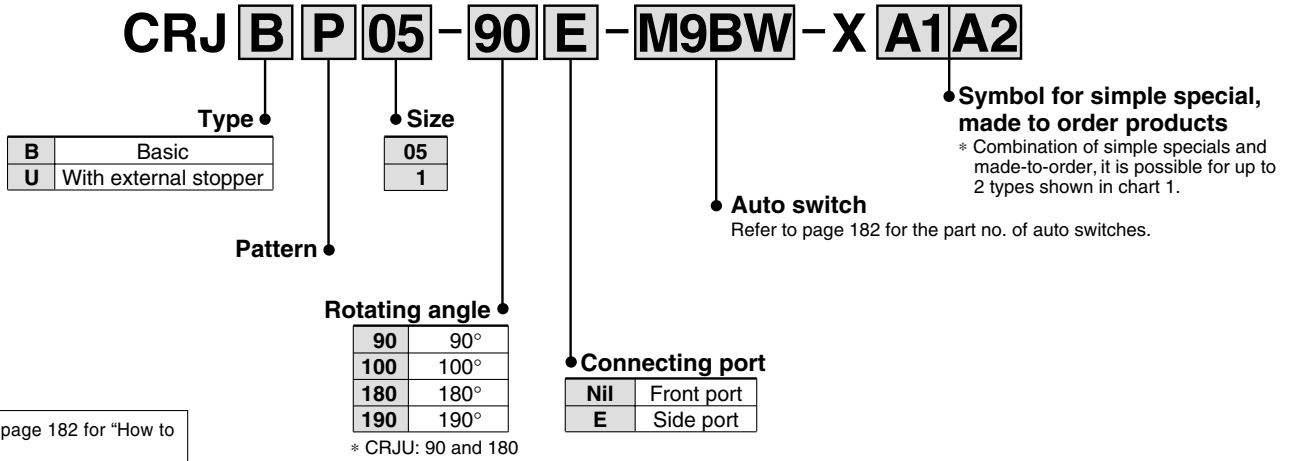 CRJ B P 05 - 90 E - M9BW - X A1 A2
Type
B Basic
U With external stopper
Pattern
Size
05
1
Rotating angle
90 90°
100 100°
180 180°
190 190°
* CRJU: 90 and 180
Connecting port
Nil Front port
E Side port
Auto switch
Refer to page 182 for the part no. of auto switches.
Symbol for simple special,
made to order products
* Combination of simple specials and
made-to-order, it is possible for up to
2 types shown in chart 1.
page 182 for “How to